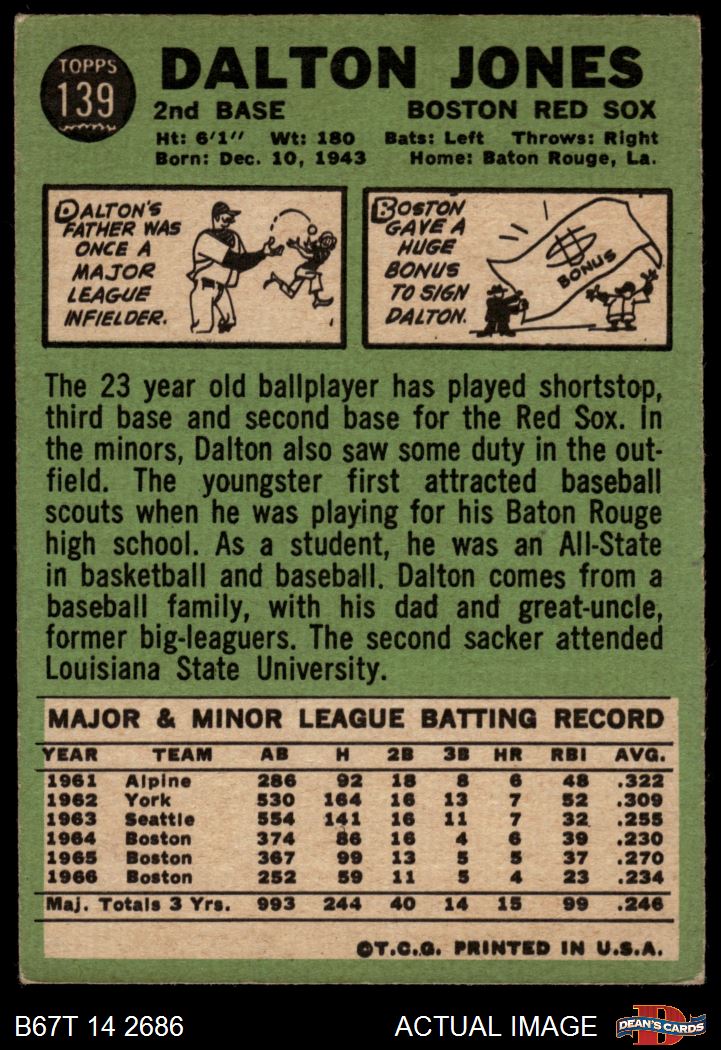 TOPPS
139
DALTON JONES
2nd BASE BOSTON RED SOX
Ht: 6'1" Wt: 180 Bats: Left Throws: Right
Born: Dec. 10, 1943 Home: Baton Rouge, La.
DALTON'S
FATHER WAS
ONCE A
MAJOR
LEAGUE
INFIELDER.
BOSTON
GAVE A
HUGE
BONUS
TO SIGN
DALTON.
BONUS
The 23 year old ballplayer has played shortstop,
third base and second base for the Red Sox. In
the minors, Dalton also saw some duty in the out-
field. The youngster first attracted baseball
scouts when he was playing for his Baton Rouge
high school. As a student, he was an All-State
in basketball and baseball. Dalton comes from a
baseball family, with his dad and great-uncle,
former big-leaguers. The second sacker attended
Louisiana State University.
MAJOR & MINOR LEAGUE BATTING RECORD
YEAR TEAM AB H 2B 3B HR RBI AVG.
1961 Alpine 286 92 18 8 6 48 .322
1962 York 530 164 16 13 7 52 .309
1963 Seattle 554 141 16 11 7 32 .255
1964 Boston 374 86 16 4 6 39 .230
1965 Boston 367 99 13 5 5 37 .270
1966 Boston 252 59 11 5 4 23 .234
Maj. Totals 3 Yrs. 993 244 40 14 15 99 .246
©T.C.G. PRINTED IN U.S.A.
B67T 14 2686 ACTUAL IMAGE
D
DEAN'S CARDS